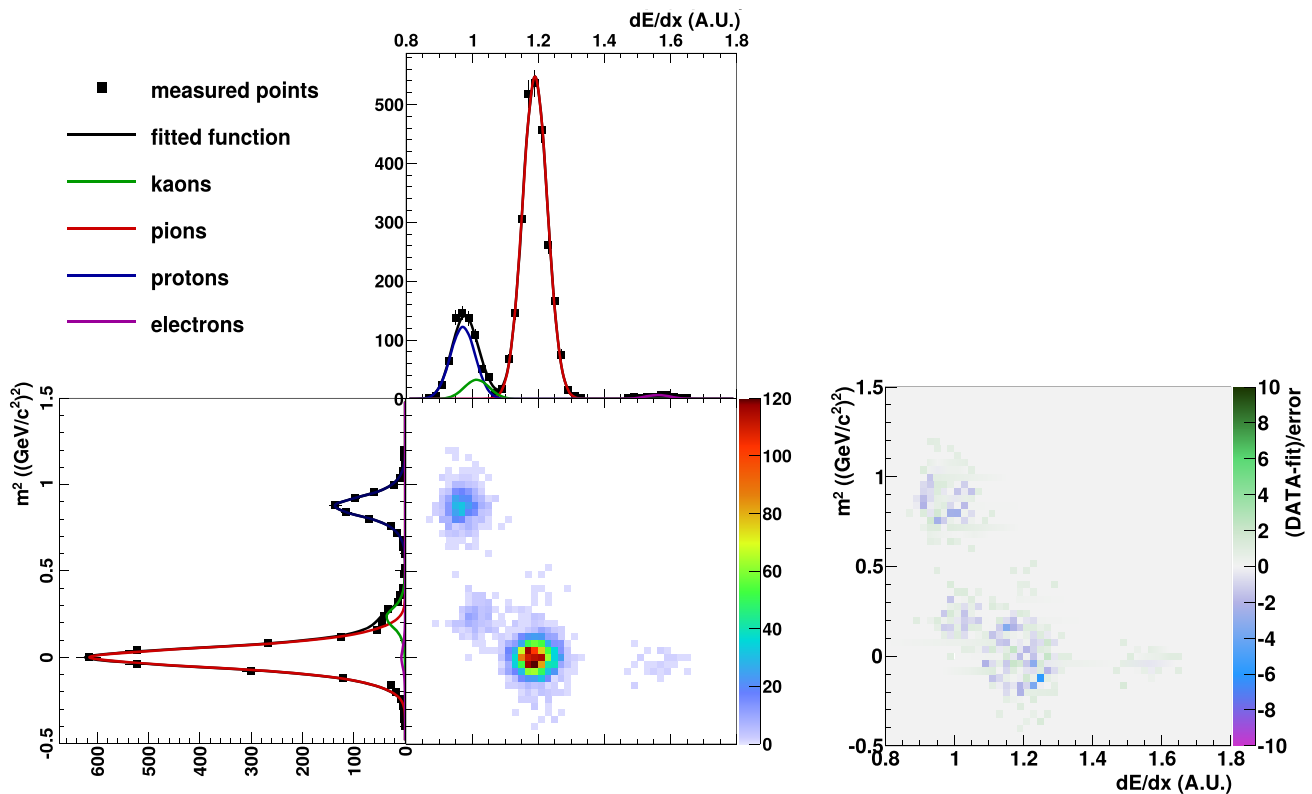 dE/dx (A.U.)
0.8 1 1.2 1.4 1.6 1.8
measured points
fitted function
kaons
pions
protons
electrons
500
400
300
200
100
0
m² ((GeV/c²)²)
1.5
1
0.5
0
-0.5
600 500 400 300 200 100 0
120
100
80
60
40
20
0
m² ((GeV/c²)²)
1.5
1
0.5
0
-0.5
0.8 1 1.2 1.4 1.6 1.8
dE/dx (A.U.)
10
8
6
4
2
0
-2
-4
-6
-8
-10
(DATA-fit)/error